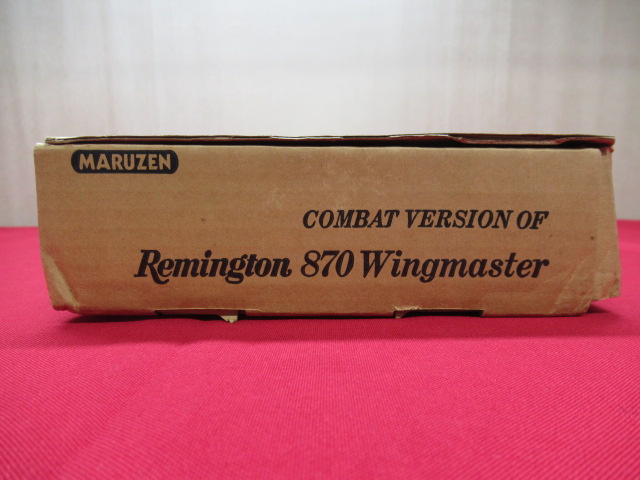 MARUZEN
COMBAT VERSION OF
Remington 870 Wingmaster